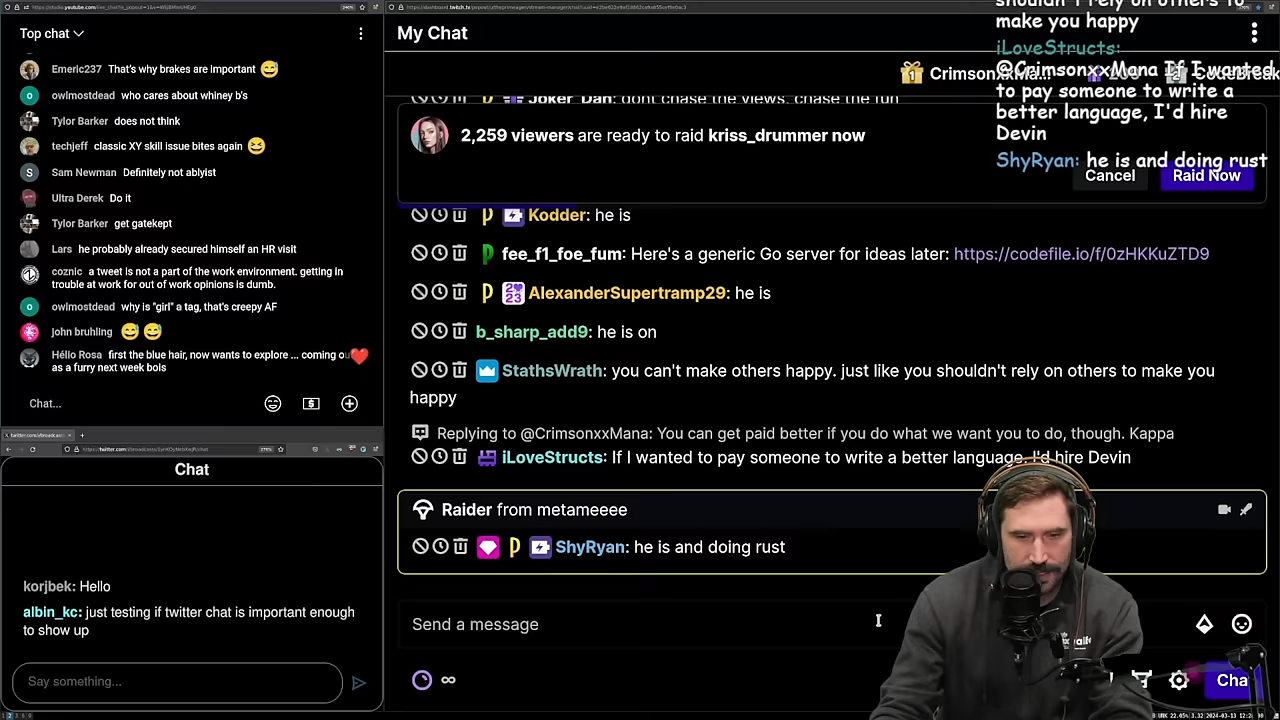 Top chat
Emeric237 That's why brakes are important
owlmostdead who cares about whiney b's
Tylor Barker does not think
techjeff classic XY skill issue bites again
Sam Newman Definitely not ablyist
Ultra Derek Do it
Tylor Barker get gatekept
Lars he probably already secured himself an HR visit
coznic a tweet is not a part of the work environment. getting in
trouble at work for out of work opinions is dumb.
owlmostdead why is "girl" a tag, that's creepy AF
john bruhling
Hélio Rosa first the blue hair, now wants to explore ... coming ou
as a furry next week bois
Chat...
Chat
korjbek: Hello
albin_kc: just testing if twitter chat is important enough
to show up
Say something...
My Chat
CrimsonxxMa...
Joker_Dan: dont chase the views, chase the fun
2,259 viewers are ready to raid kriss_drummer now
Cancel
Raid Now
Kodder: he is
fee_f1_foe_fum: Here's a generic Go server for ideas later: https://codefile.io/f/0zHKKuZTD9
AlexanderSupertramp29: he is
b_sharp_add9: he is on
StathsWrath: you can't make others happy. just like you shouldn't rely on others to make you
happy
Replying to @CrimsonxxMana: You can get paid better if you do what we want you to do, though. Kappa
iLoveStructs: If I wanted to pay someone to write a better language, I'd hire Devin
Raider from metameeee
ShyRyan: he is and doing rust
Send a message
Cha
shouldn't rely on others to
make you happy
iLoveStructs:
@CrimsonxxMana If I wanted
to pay someone to write a
better language, I'd hire
Devin
ShyRyan: he is and doing rust